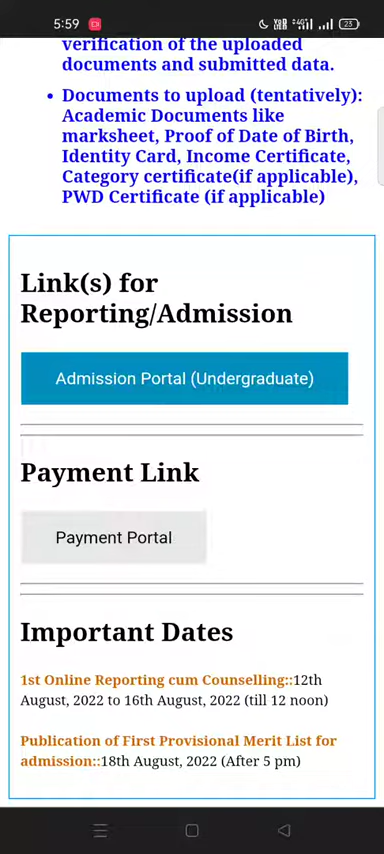 5:59
23
verification of the uploaded
documents and submitted data.
• Documents to upload (tentatively):
Academic Documents like
marksheet, Proof of Date of Birth,
Identity Card, Income Certificate,
Category certificate(if applicable),
PWD Certificate (if applicable)
Link(s) for
Reporting/Admission
Admission Portal (Undergraduate)
Payment Link
Payment Portal
Important Dates
1st Online Reporting cum Counselling::12th
August, 2022 to 16th August, 2022 (till 12 noon)
Publication of First Provisional Merit List for
admission::18th August, 2022 (After 5 pm)